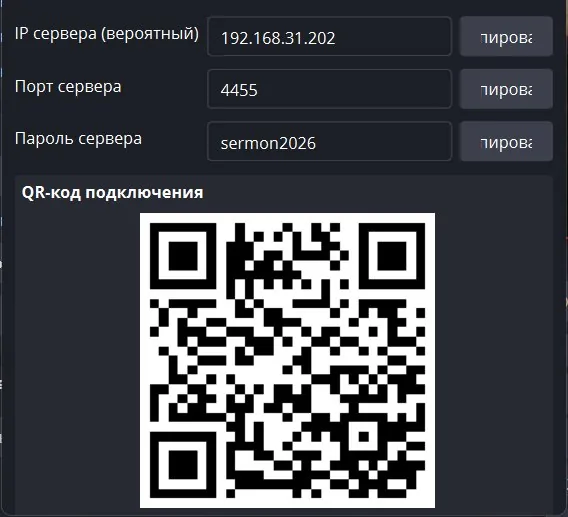 IP сервера (вероятный) 192.168.31.202 пирова
Порт сервера 4455 пирова
Пароль сервера sermon2026 пирова
QR-код подключения